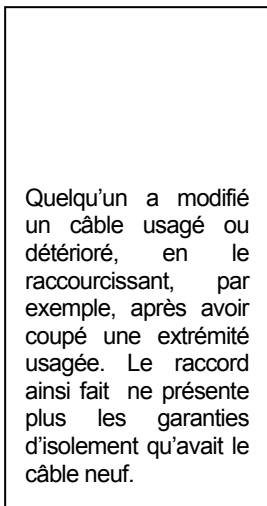 Quelqu’un a modifié
un câble usagé ou
détérioré, en le
raccourcissant, par
exemple, après avoir
coupé une extrémité
usagée. Le raccord
ainsi fait ne présente
plus les garanties
d’isolement qu’avait le
câble neuf.